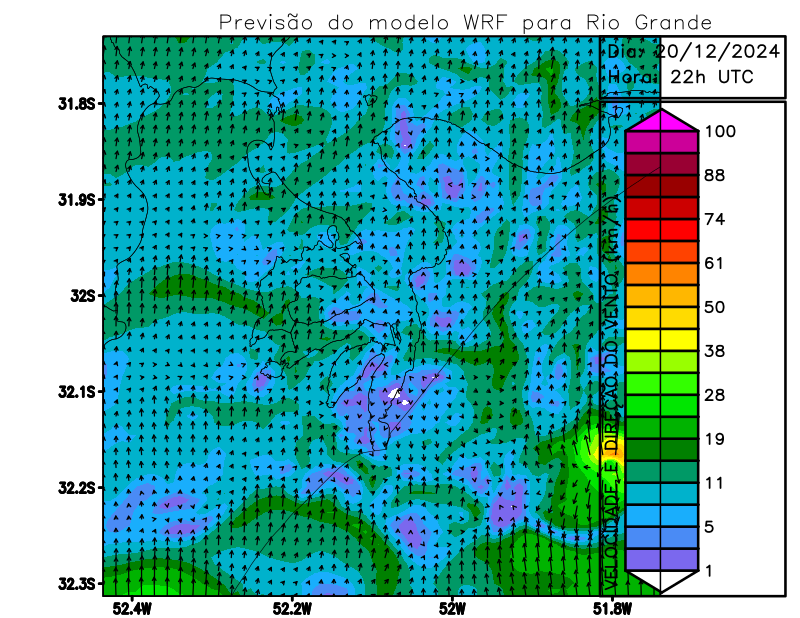 Previsão do modelo WRF para Rio Grande
Dia: 20/12/2024
Hora: 22h UTC
31.8S
31.9S
32S
32.1S
32.2S
32.3S
52.4W
52.2W
52W
51.8W
VELOCIDADE E DIREÇÃO DO VENTO (km/h)
100
88
74
61
50
38
28
19
11
5
1